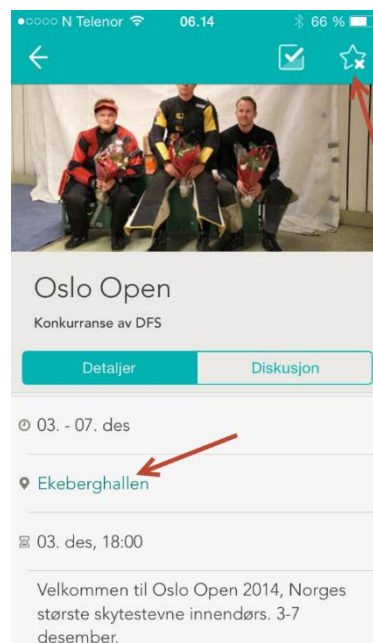 N Telenor 06.14 66 %
Oslo Open
Konkurranse av DFS
Detaljer Diskusjon
03. - 07. des
Ekeberghallen
03. des, 18:00
Velkommen til Oslo Open 2014, Norges
største skytestevne innendørs. 3-7
desember.